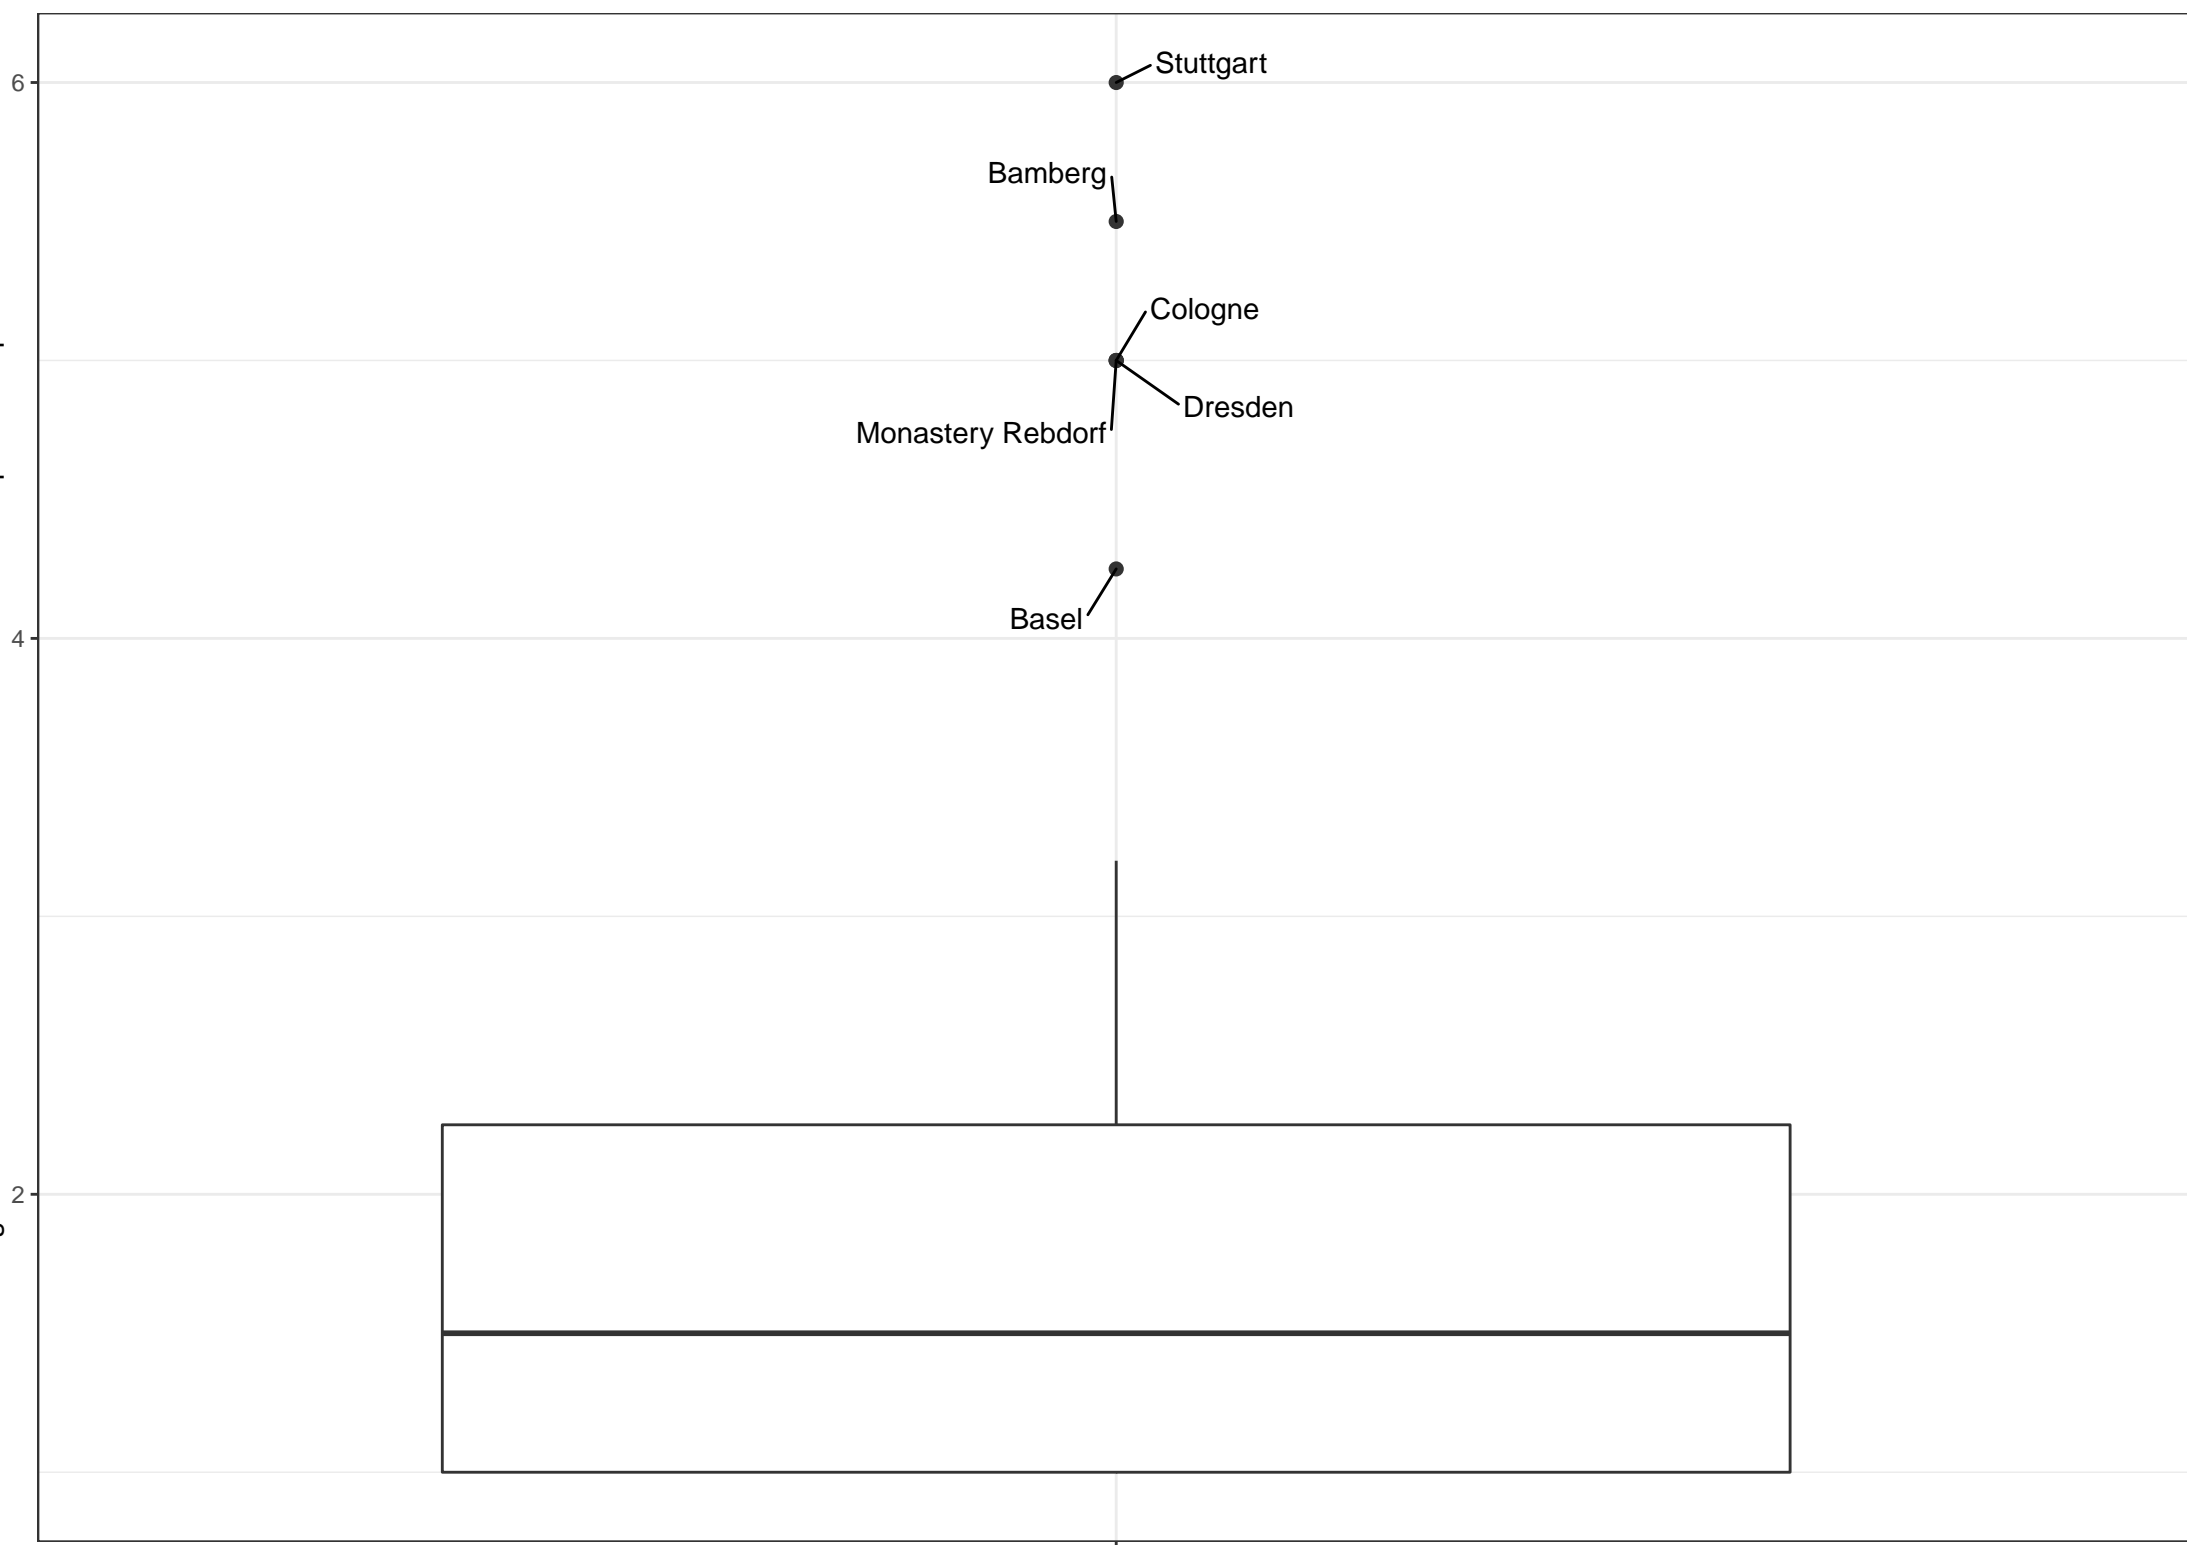 6
Stuttgart
Bamberg
Cologne
Dresden
Monastery Rebdorf
Basel
4
2